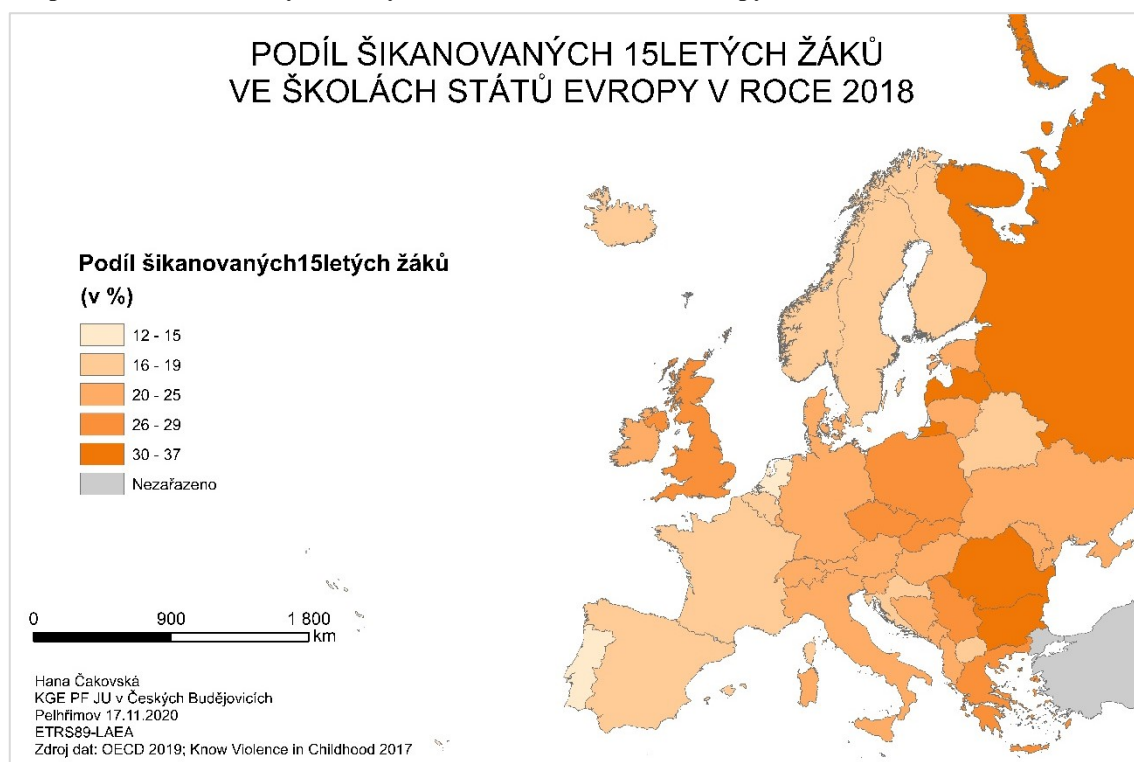 PODÍL ŠIKANOVANÝCH 15LETÝCH ŽÁKŮ
VE ŠKOLÁCH STÁTŮ EVROPY V ROCE 2018
Podíl šikanovaných15letých žáků
(v %)
12 - 15
16 - 19
20 - 25
26 - 29
30 - 37
Nezařazeno
0 900 1 800
km
Hana Čakovská
KGE PF JU v Českých Budějovicích
Pelhřimov 17.11.2020
ETRS89-LAEA
Zdroj dat: OECD 2019; Know Violence in Childhood 2017